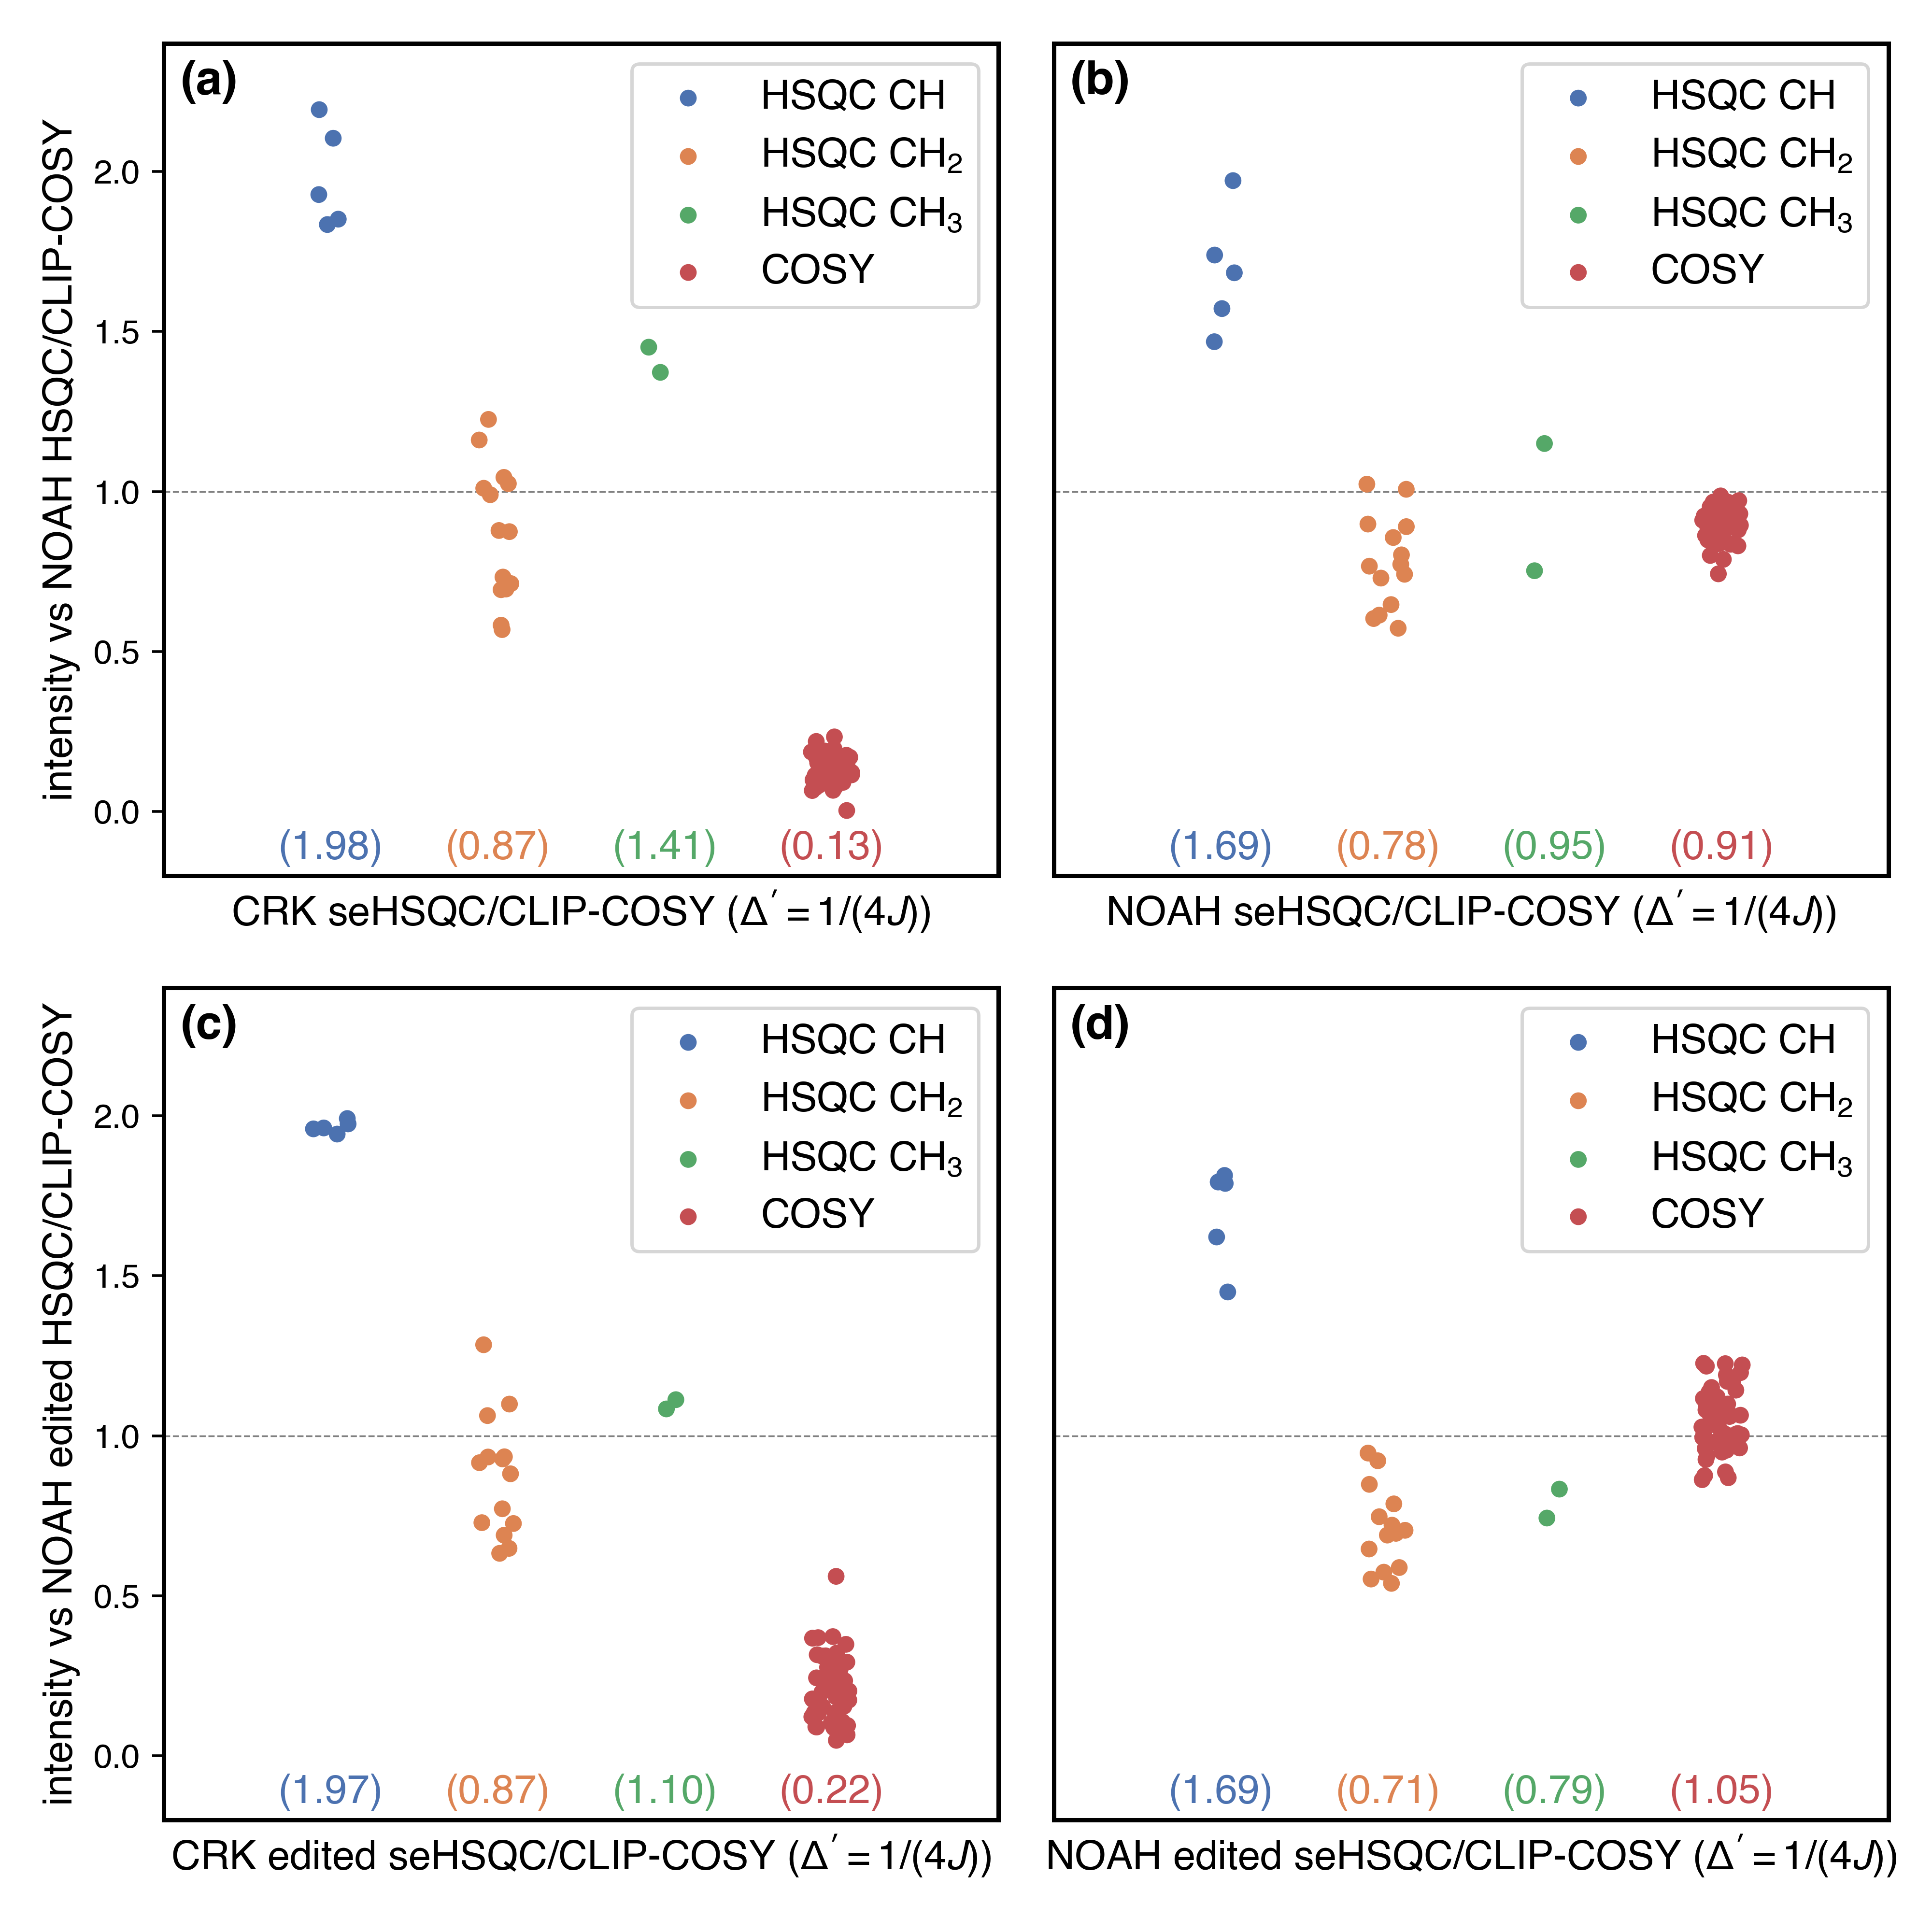 (a)
HSQC CH
HSQC CH₂
HSQC CH₃
COSY
intensity vs NOAH HSQC/CLIP-COSY
2.0
1.5
1.0
0.5
0.0
(1.98) (0.87) (1.41) (0.13)
CRK seHSQC/CLIP-COSY (Δ′ = 1/(4J))
(b)
HSQC CH
HSQC CH₂
HSQC CH₃
COSY
(1.69) (0.78) (0.95) (0.91)
NOAH seHSQC/CLIP-COSY (Δ′ = 1/(4J))
(c)
HSQC CH
HSQC CH₂
HSQC CH₃
COSY
intensity vs NOAH edited HSQC/CLIP-COSY
2.0
1.5
1.0
0.5
0.0
(1.97) (0.87) (1.10) (0.22)
CRK edited seHSQC/CLIP-COSY (Δ′ = 1/(4J))
(d)
HSQC CH
HSQC CH₂
HSQC CH₃
COSY
(1.69) (0.71) (0.79) (1.05)
NOAH edited seHSQC/CLIP-COSY (Δ′ = 1/(4J))